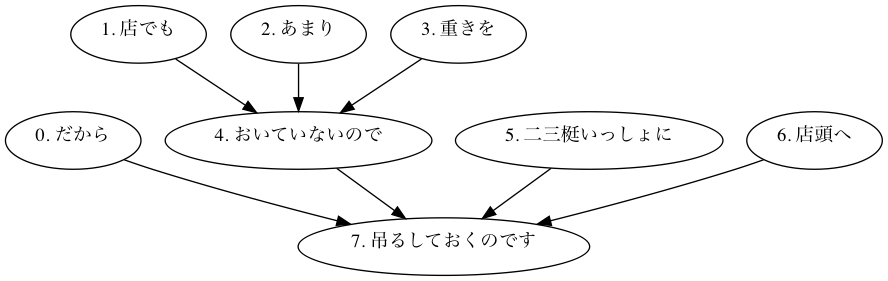 1. 店でも
2. あまり
3. 重きを
0. だから
4. おいていないので
5. 二三梃いっしょに
6. 店頭へ
7. 吊るしておくのです